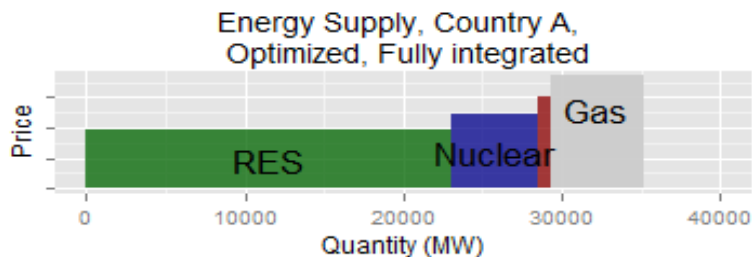 Energy Supply, Country A,
Optimized, Fully integrated
Price
RES
Nuclear
Gas
0
10000
20000
30000
40000
Quantity (MW)